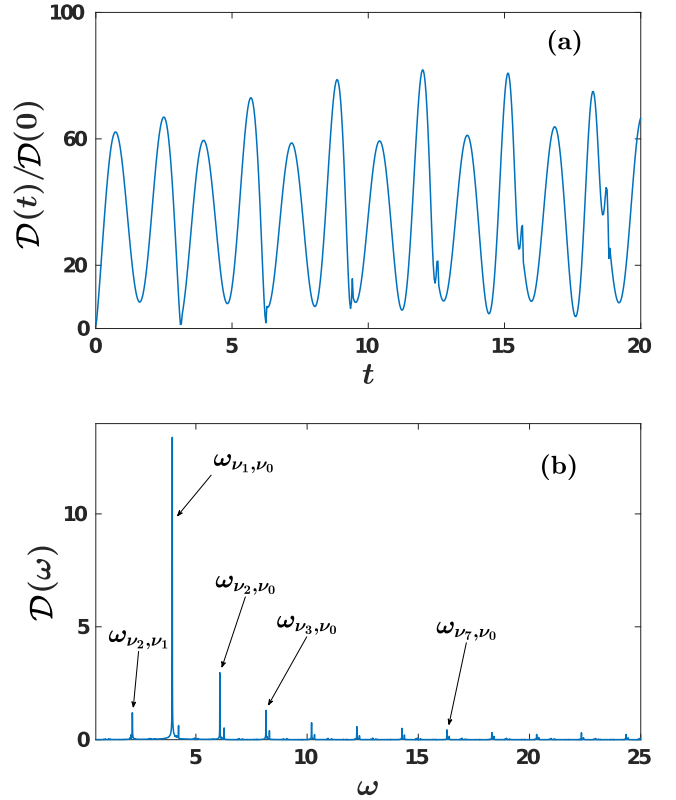 100
(a)
60
20
0
0 5 10 15 20
𝒟(t)/𝒟(0)
t
(b)
ω_{ν₁,ν₀}
10
ω_{ν₂,ν₀}
ω_{ν₃,ν₀}
ω_{ν₇,ν₀}
ω_{ν₂,ν₁}
5
0
5 10 15 20 25
𝒟(ω)
ω